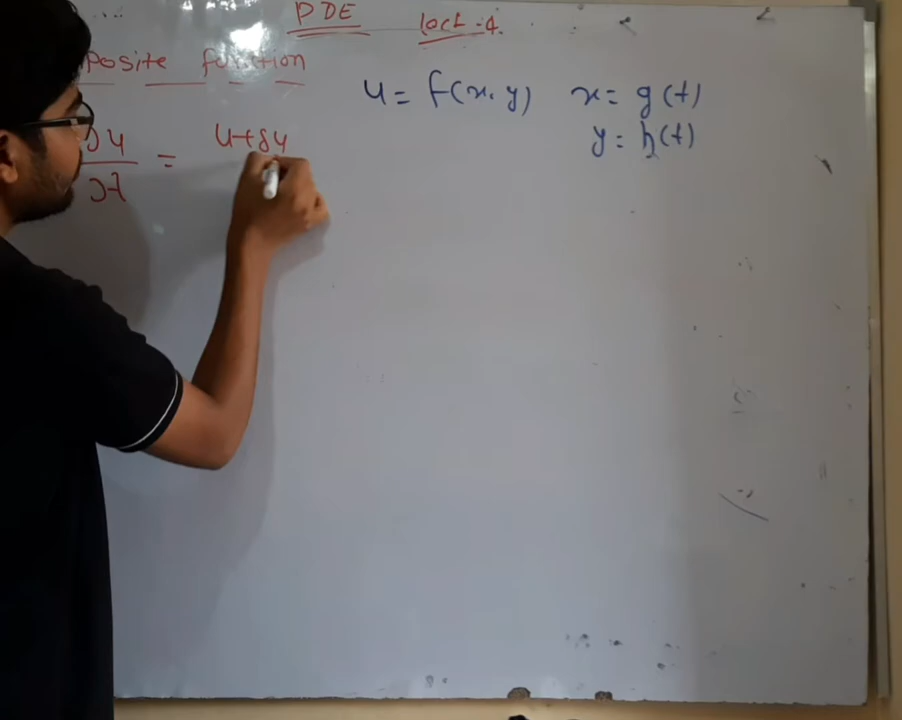 PDE lect-4.
posite function
u = f(x, y) x = g(t)
y = h(t)
∂u/∂t = u+δu